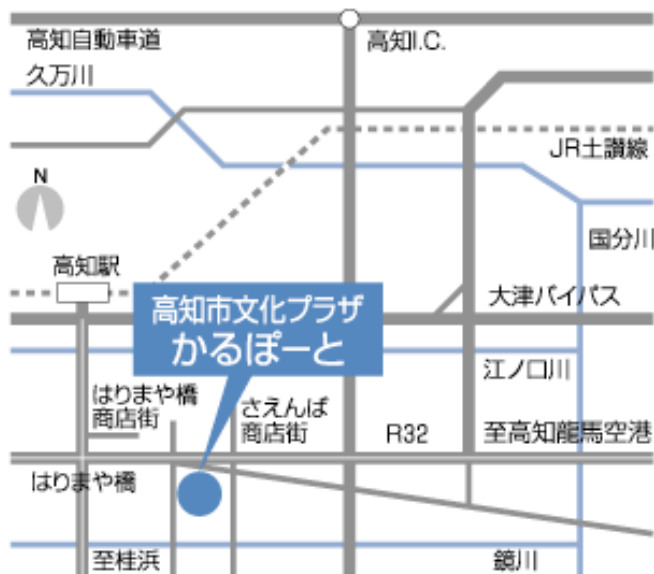 高知自動車道
高知I.C.
久万川
JR土讃線
N
国分川
高知駅
大津バイパス
高知市文化プラザ
かるぽーと
江ノ口川
はりまや橋
商店街
さえんば
商店街
R32
至高知龍馬空港
はりまや橋
至桂浜
鏡川